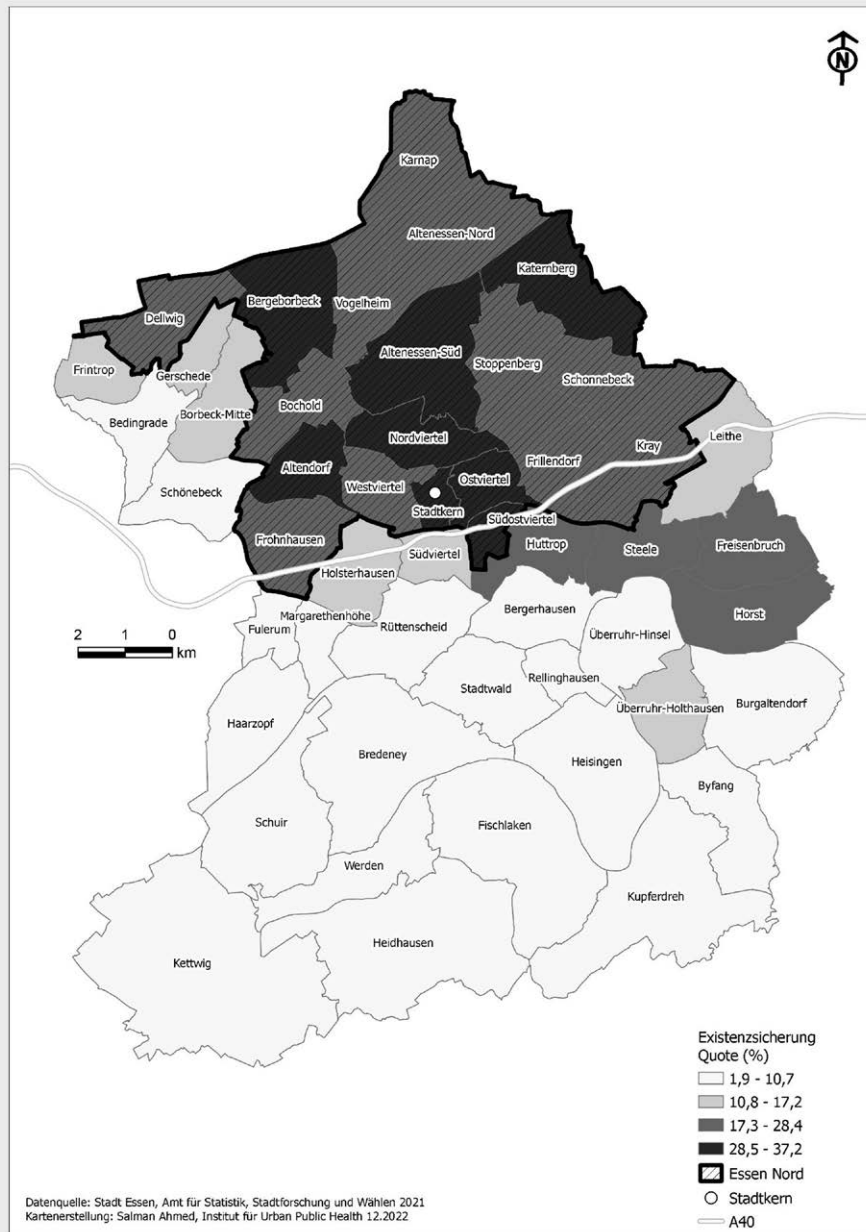 N
Karnap
Altenessen-Nord
Katernberg
Bergeborbeck
Vogelheim
Dellwig
Altenessen-Süd
Stoppenberg
Frintrop
Gerschede
Schonnebeck
Bochold
Borbeck-Mitte
Bedingrade
Nordviertel
Leithe
Kray
Altendorf
Frillendorf
Ostviertel
Westviertel
Schönebeck
Stadtkern
Südostviertel
Frohnhausen
Huttrop
Steele
Freisenbruch
Südviertel
Holsterhausen
Bergerhausen
Horst
Margarethenhöhe
Rüttenscheid
Fulerum
Überruhr-Hinsel
2 1 0
km
Rellinghausen
Stadtwald
Überruhr-Holthausen
Burgaltendorf
Haarzopf
Bredeney
Heisingen
Byfang
Schuir
Fischlaken
Werden
Kupferdreh
Heidhausen
Kettwig
Existenzsicherung
Quote (%)
1,9 - 10,7
10,8 - 17,2
17,3 - 28,4
28,5 - 37,2
Essen Nord
Stadtkern
A40
Datenquelle: Stadt Essen, Amt für Statistik, Stadtforschung und Wahlen 2021
Kartenerstellung: Salman Ahmed, Institut für Urban Public Health 12.2022